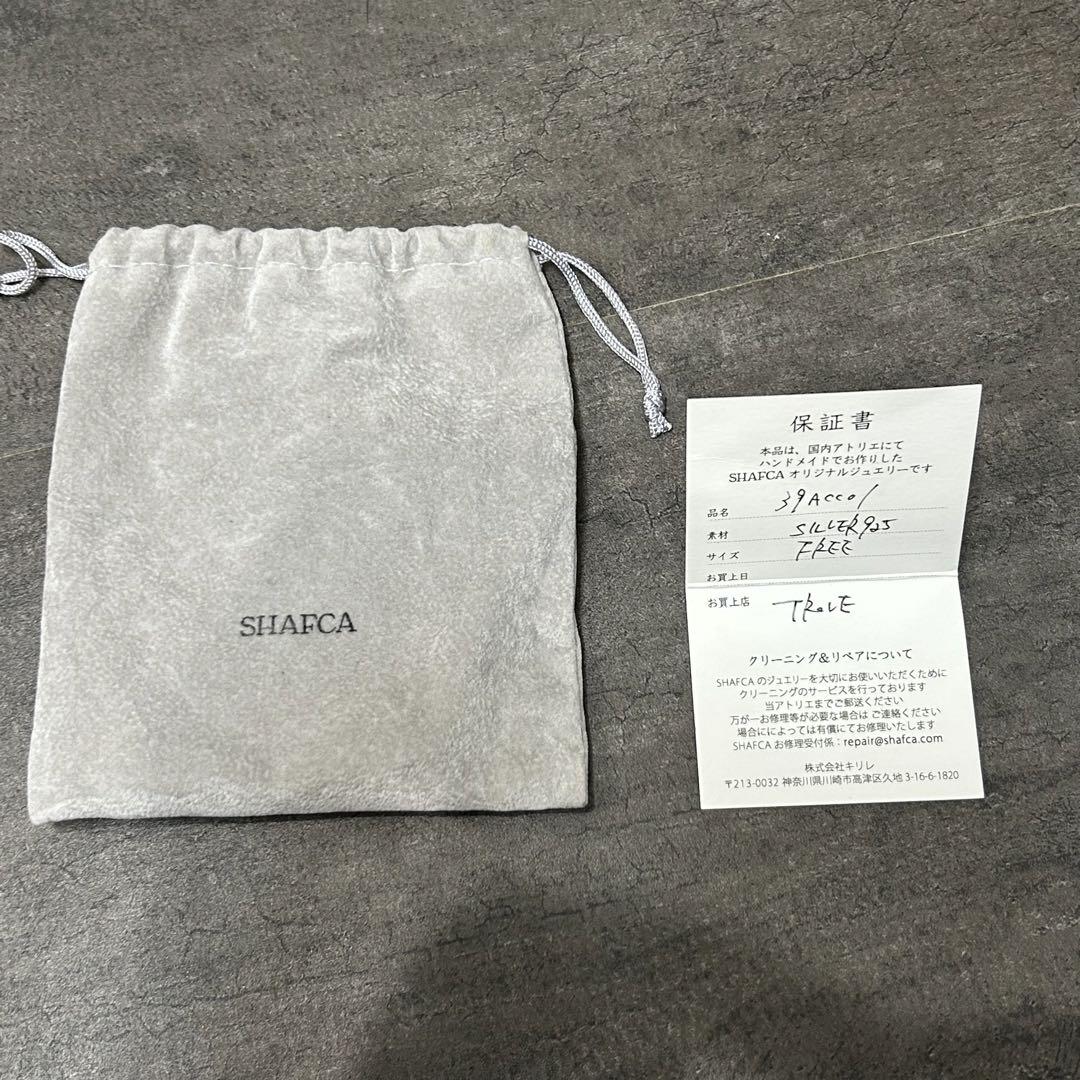 SHAFCA
保証書
本品は、国内アトリエにて
ハンドメイドでお作りした
SHAFCA オリジナルジュエリーです
品名 39Acc01
素材 SILVER925
サイズ FREE
お買上日
お買上店 TRoVE
クリーニング&リペアについて
SHAFCA のジュエリーを大切にお使いいただくために
クリーニングのサービスを行っております
当アトリエまでご郵送ください
万が一お修理等が必要な場合は ご連絡ください
場合にによっては有償にてお修理いたします
SHAFCA お修理受付係：repair@shafca.com
株式会社キリレ
〒213-0032 神奈川県川崎市高津区久地 3-16-6-1820